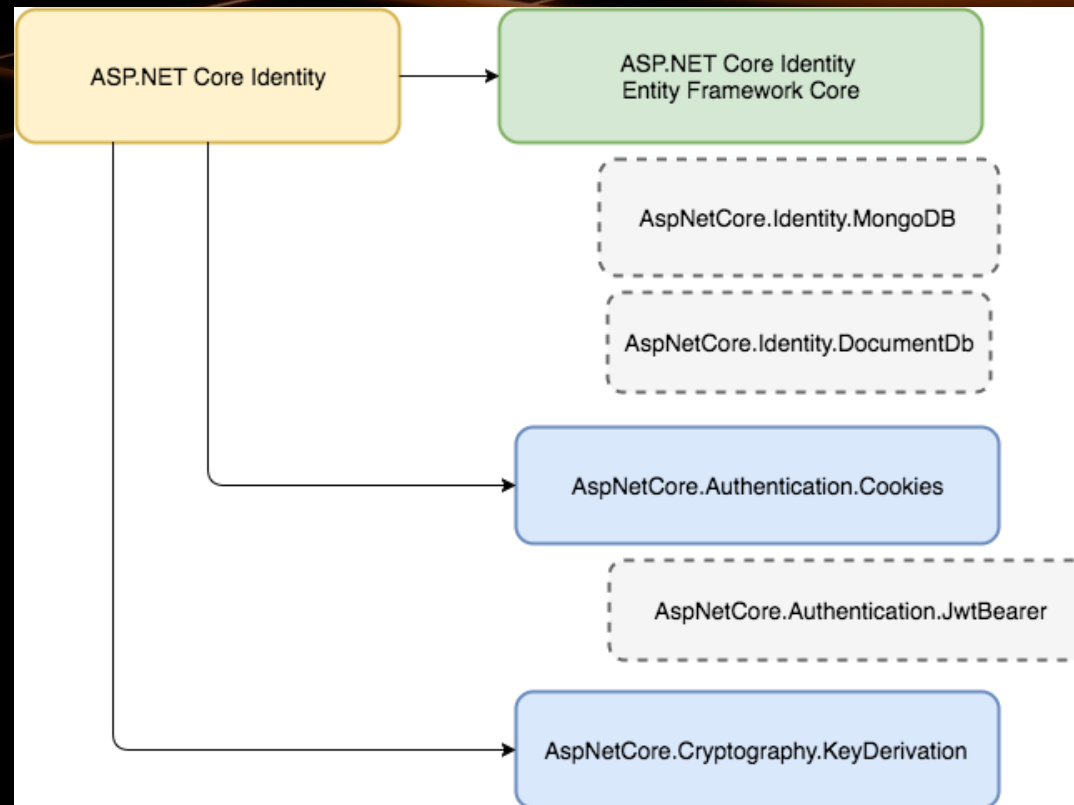 ASP.NET Core Identity
ASP.NET Core Identity
Entity Framework Core
AspNetCore.Identity.MongoDB
AspNetCore.Identity.DocumentDb
AspNetCore.Authentication.Cookies
AspNetCore.Authentication.JwtBearer
AspNetCore.Cryptography.KeyDerivation